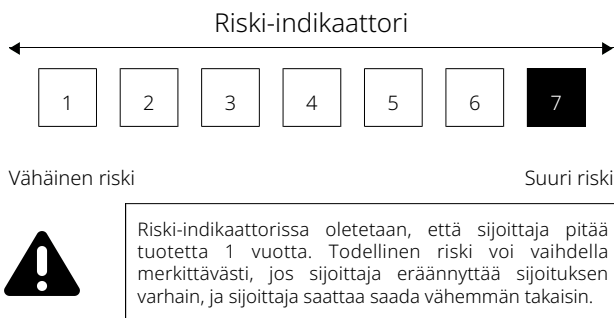 Riski-indikaattori
1 2 3 4 5 6 7
Vähäinen riski Suuri riski
Riski-indikaattorissa oletetaan, että sijoittaja pitää
tuotetta 1 vuotta. Todellinen riski voi vaihdella
merkittävästi, jos sijoittaja eräännyttää sijoituksen
varhain, ja sijoittaja saattaa saada vähemmän takaisin.